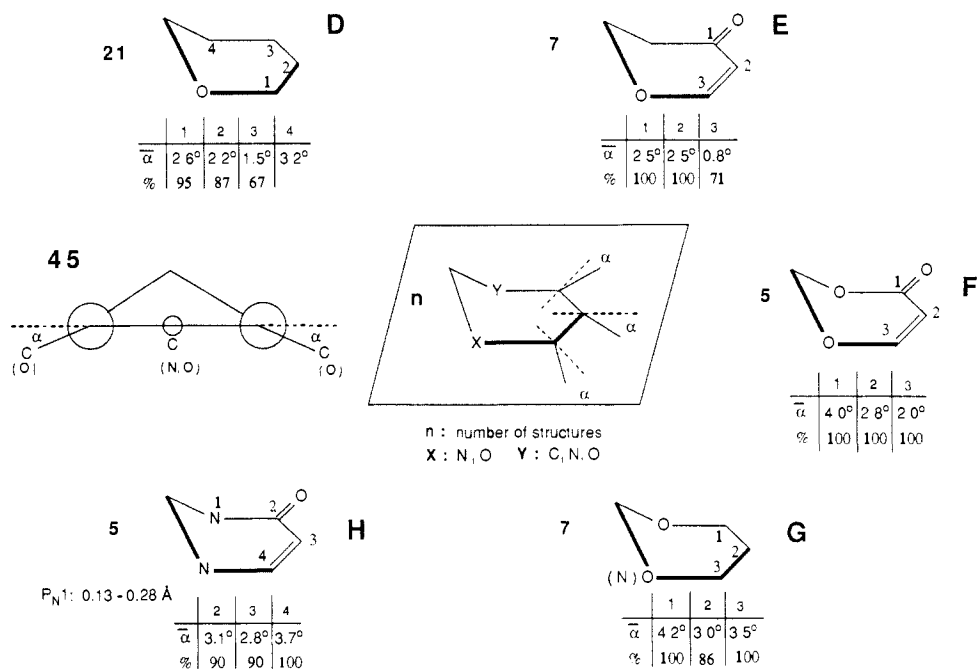 21
D
4
3
2
1
O
1 2 3 4
α 2 6° 2 2° 1.5° 3 2°
% 95 87 67
7
E
1
O
2
3
O
1 2 3
α 2 5° 2 5° 0.8°
% 100 100 71
45
α
C
(O)
C
(N,O)
α
C
(O)
n
Y
X
α
α
α
n : number of structures
X : N, O Y : C, N, O
5
F
O
1
O
2
3
O
1 2 3
α 4 0° 2 8° 2 0°
% 100 100 100
5
H
1
N
2
O
3
4
N
PN1: 0.13 - 0.28 Å
2 3 4
α 3.1° 2.8° 3.7°
% 90 90 100
7
G
O
1
2
3
(N) O
1 2 3
α 4 2° 3 0° 3 5°
% 100 86 100